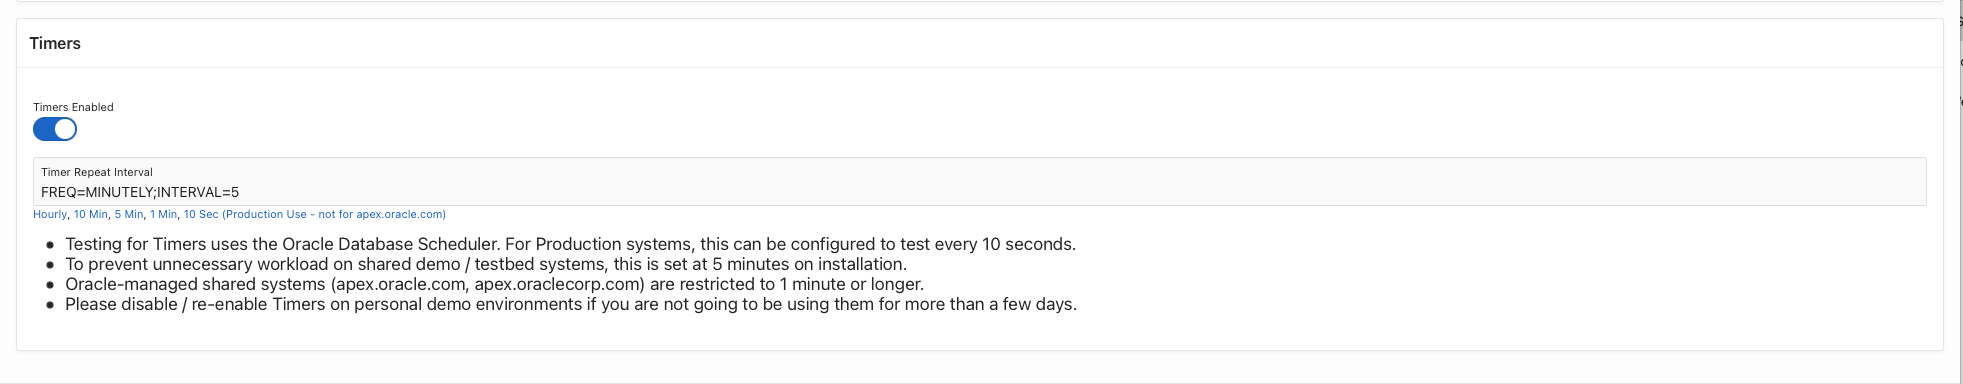 Timers
Timers Enabled
Timer Repeat Interval
FREQ=MINUTELY;INTERVAL=5
Hourly, 10 Min, 5 Min, 1 Min, 10 Sec (Production Use - not for apex.oracle.com)
Testing for Timers uses the Oracle Database Scheduler. For Production systems, this can be configured to test every 10 seconds.
To prevent unnecessary workload on shared demo / testbed systems, this is set at 5 minutes on installation.
Oracle-managed shared systems (apex.oracle.com, apex.oraclecorp.com) are restricted to 1 minute or longer.
Please disable / re-enable Timers on personal demo environments if you are not going to be using them for more than a few days.